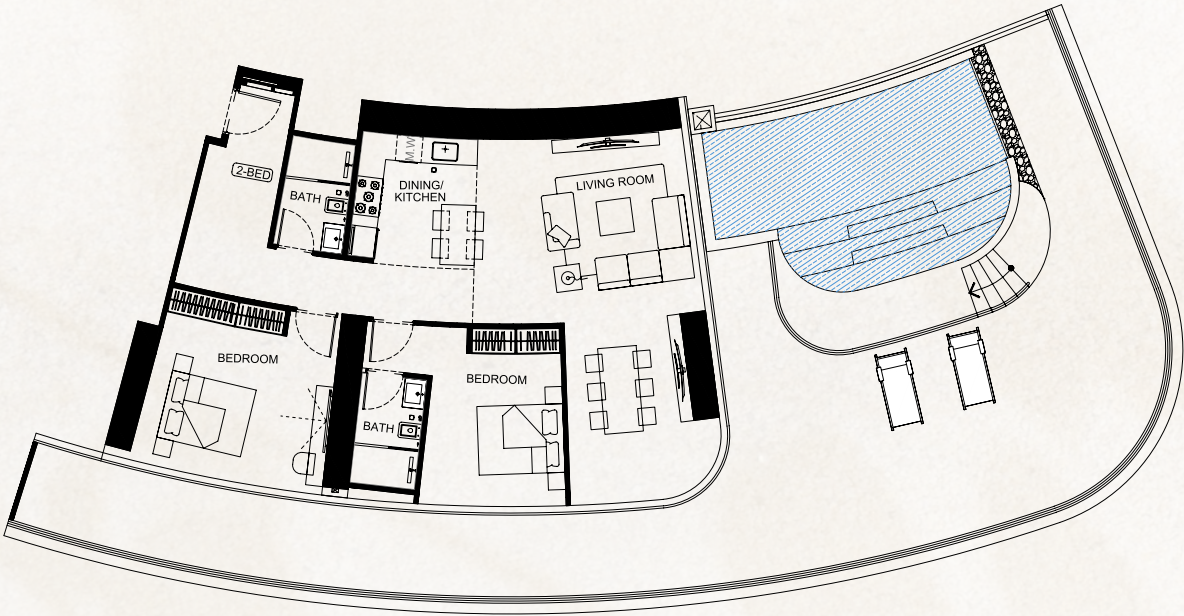 2-BED
BATH
M.W
DINING/
KITCHEN
LIVING ROOM
BEDROOM
BATH
BEDROOM